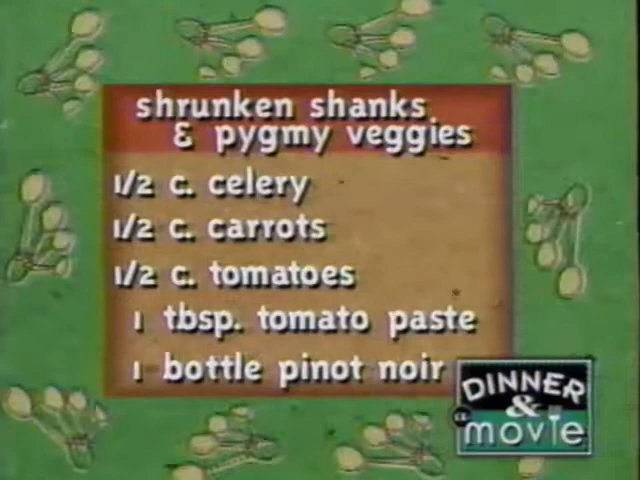 shrunken shanks
& pygmy veggies
1/2 c. celery
1/2 c. carrots
1/2 c. tomatoes
1 tbsp. tomato paste
1 bottle pinot noir
DINNER
&
movie